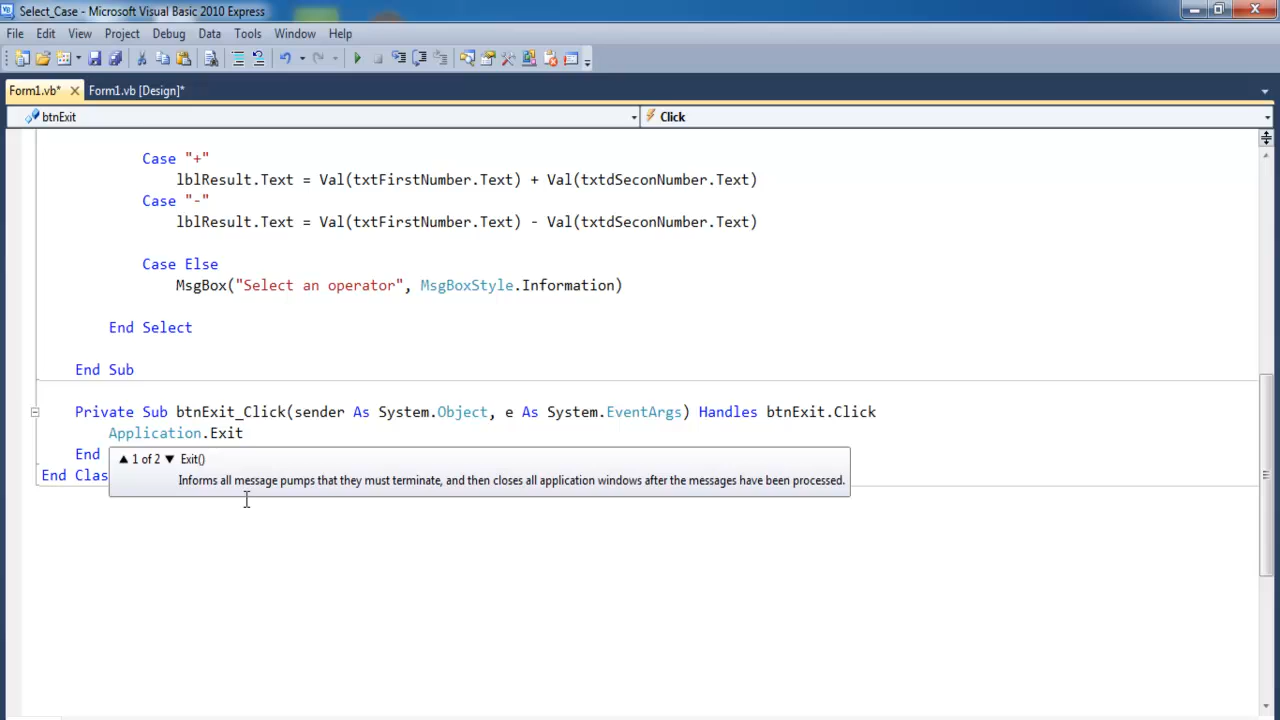 Select_Case - Microsoft Visual Basic 2010 Express
File Edit View Project Debug Data Tools Window Help
Form1.vb* Form1.vb [Design]*
btnExit Click
Case "+"
lblResult.Text = Val(txtFirstNumber.Text) + Val(txtdSeconNumber.Text)
Case "-"
lblResult.Text = Val(txtFirstNumber.Text) - Val(txtdSeconNumber.Text)
Case Else
MsgBox("Select an operator", MsgBoxStyle.Information)
End Select
End Sub
Private Sub btnExit_Click(sender As System.Object, e As System.EventArgs) Handles btnExit.Click
Application.Exit
End
1 of 2 Exit()
End Clas
Informs all message pumps that they must terminate, and then closes all application windows after the messages have been processed.